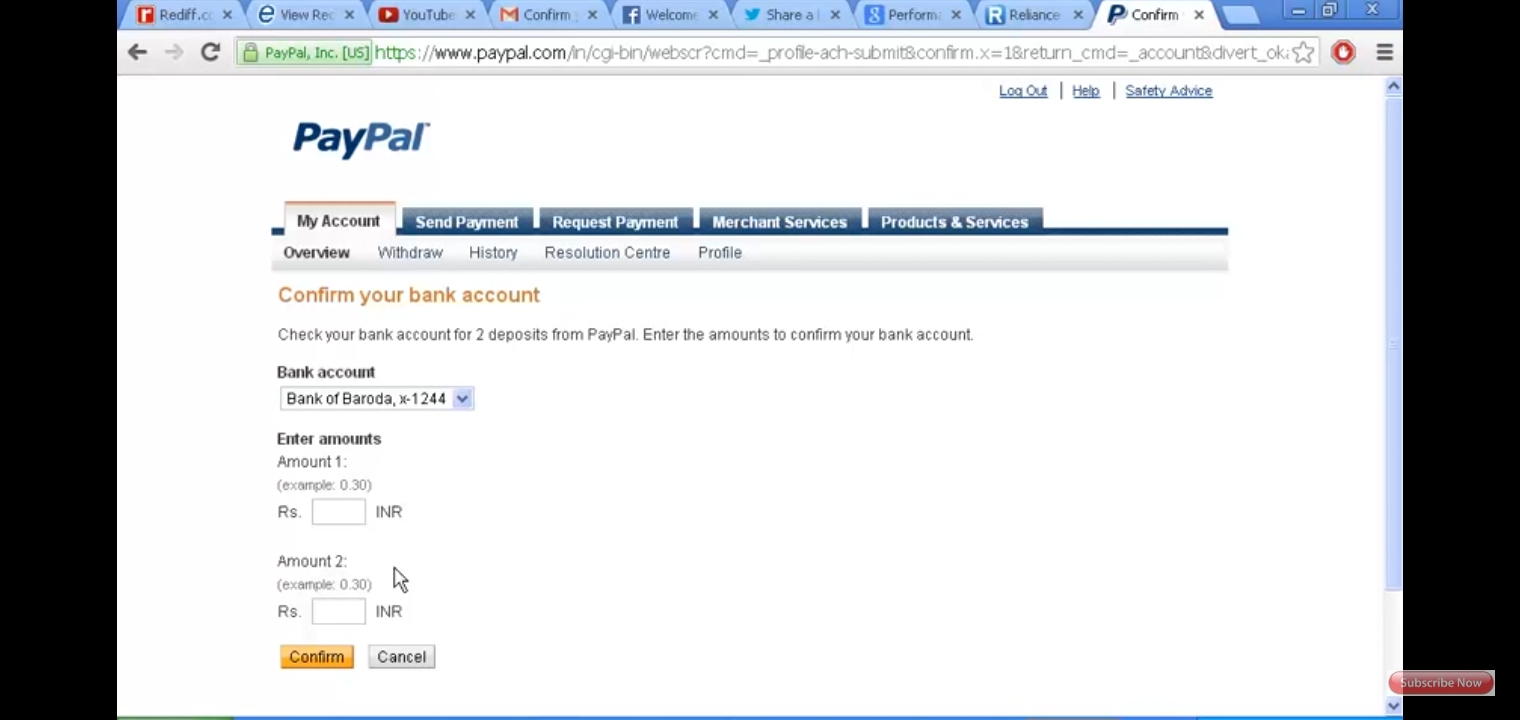 Rediff.c
View Rec
YouTube
Confirm
Welcome
Share a
Performa
Reliance
Confirm
PayPal, Inc. [US] https://www.paypal.com/in/cgi-bin/webscr?cmd=_profile-ach-submit&confirm.x=1&return_cmd=_account&divert_ok
Log Out | Help | Safety Advice
PayPal
My Account
Send Payment
Request Payment
Merchant Services
Products & Services
Overview
Withdraw
History
Resolution Centre
Profile
Confirm your bank account
Check your bank account for 2 deposits from PayPal. Enter the amounts to confirm your bank account.
Bank account
Bank of Baroda, x-1244
Enter amounts
Amount 1:
(example: 0.30)
Rs. INR
Amount 2:
(example: 0.30)
Rs. INR
Confirm
Cancel
Subscribe Now